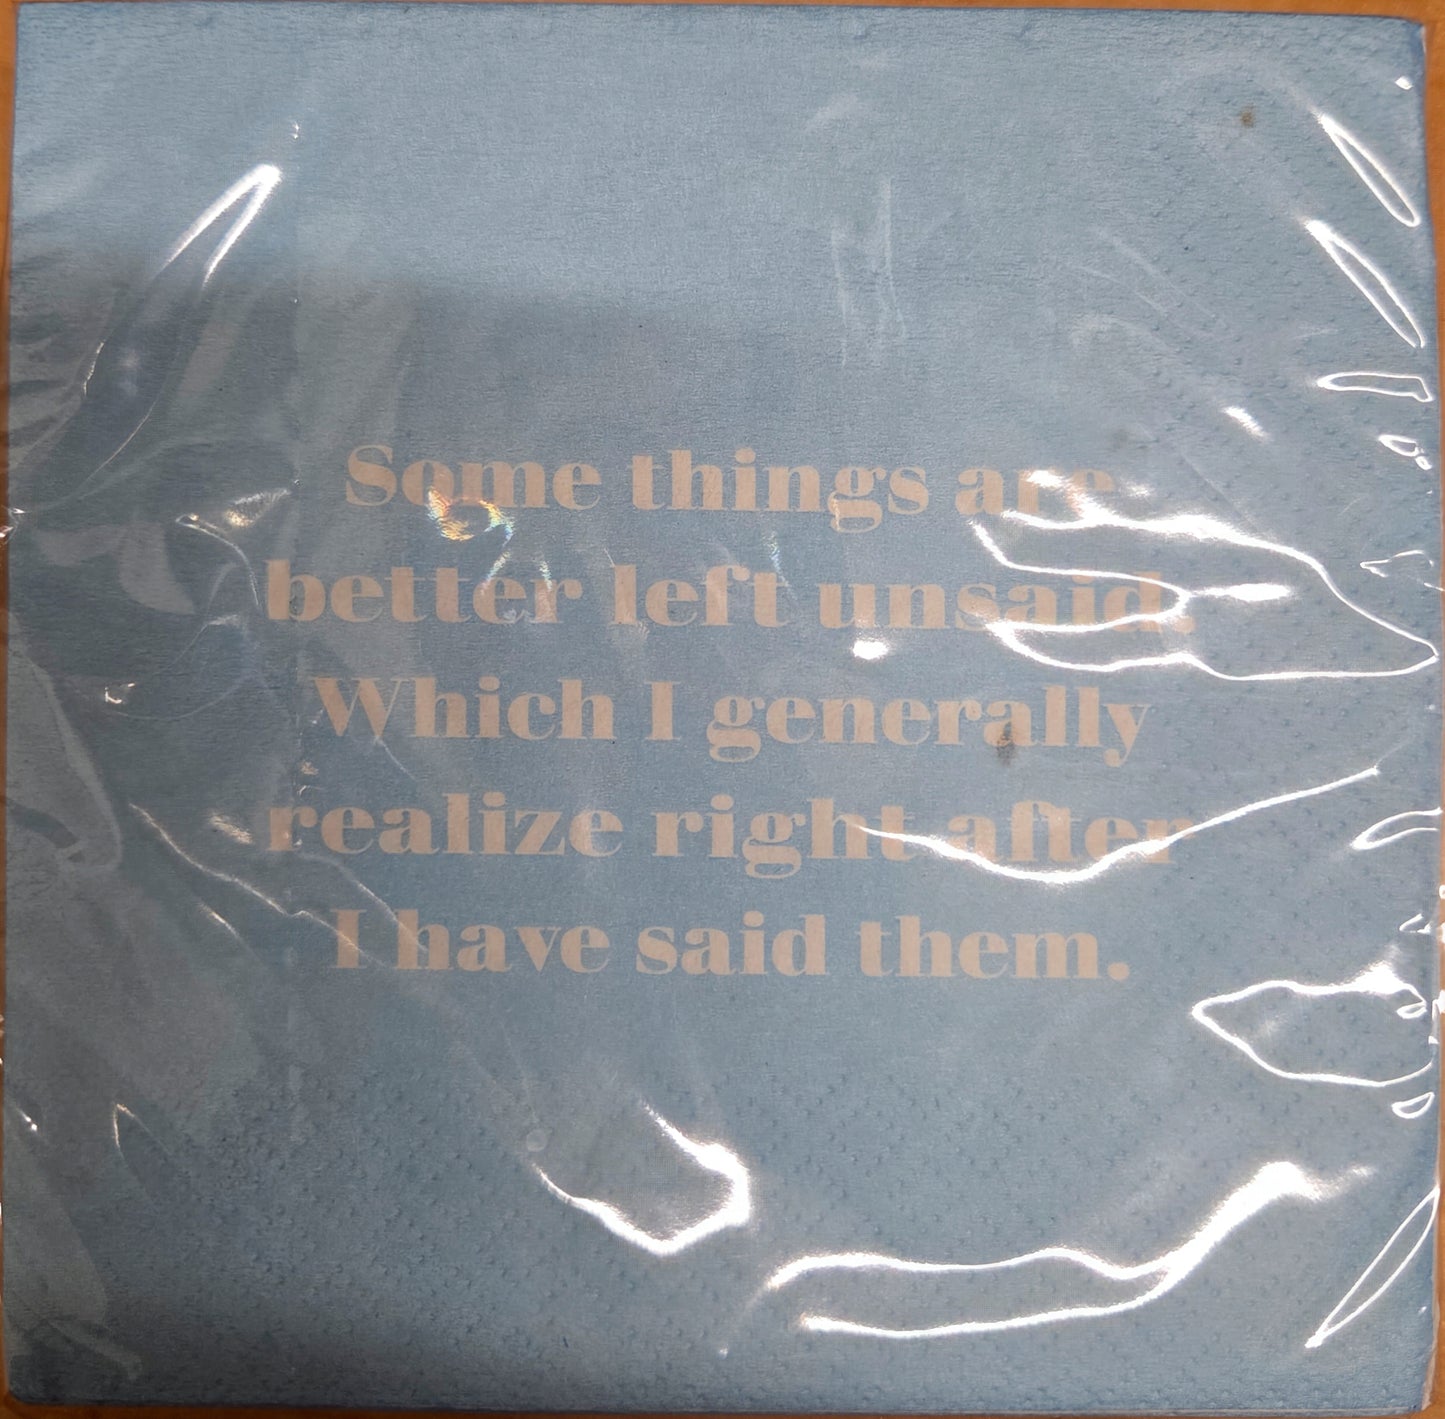 Some things are
better left unsaid.
Which I generally
realize right after
I have said them.